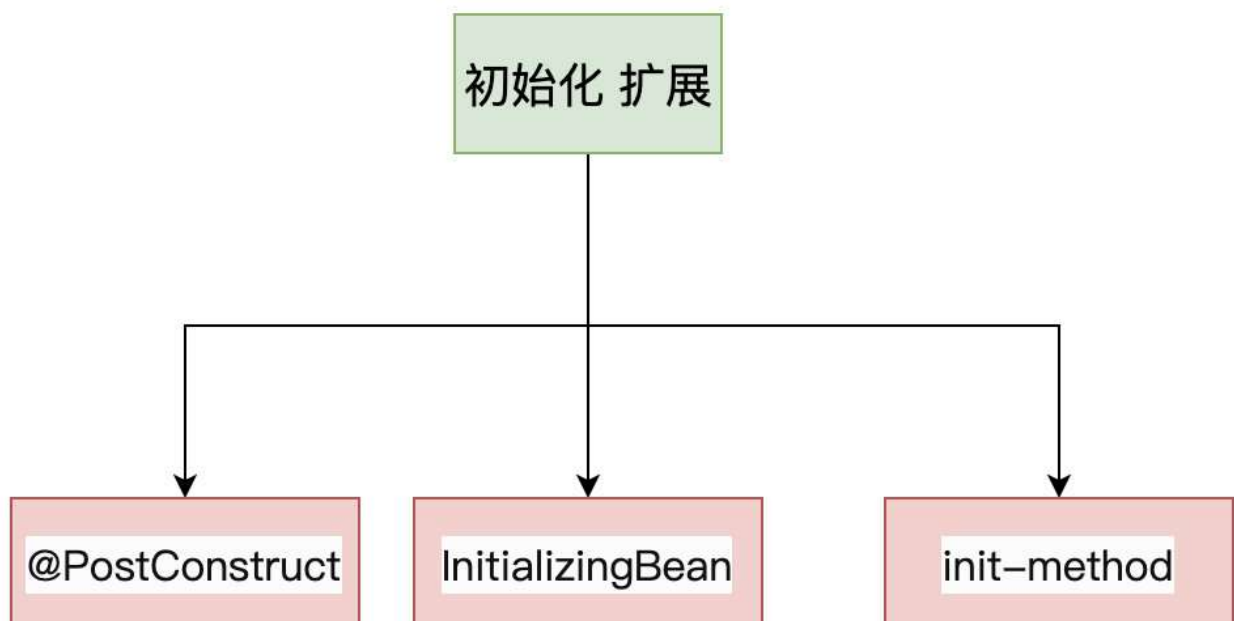 初始化 扩展
@PostConstruct
InitializingBean
init-method